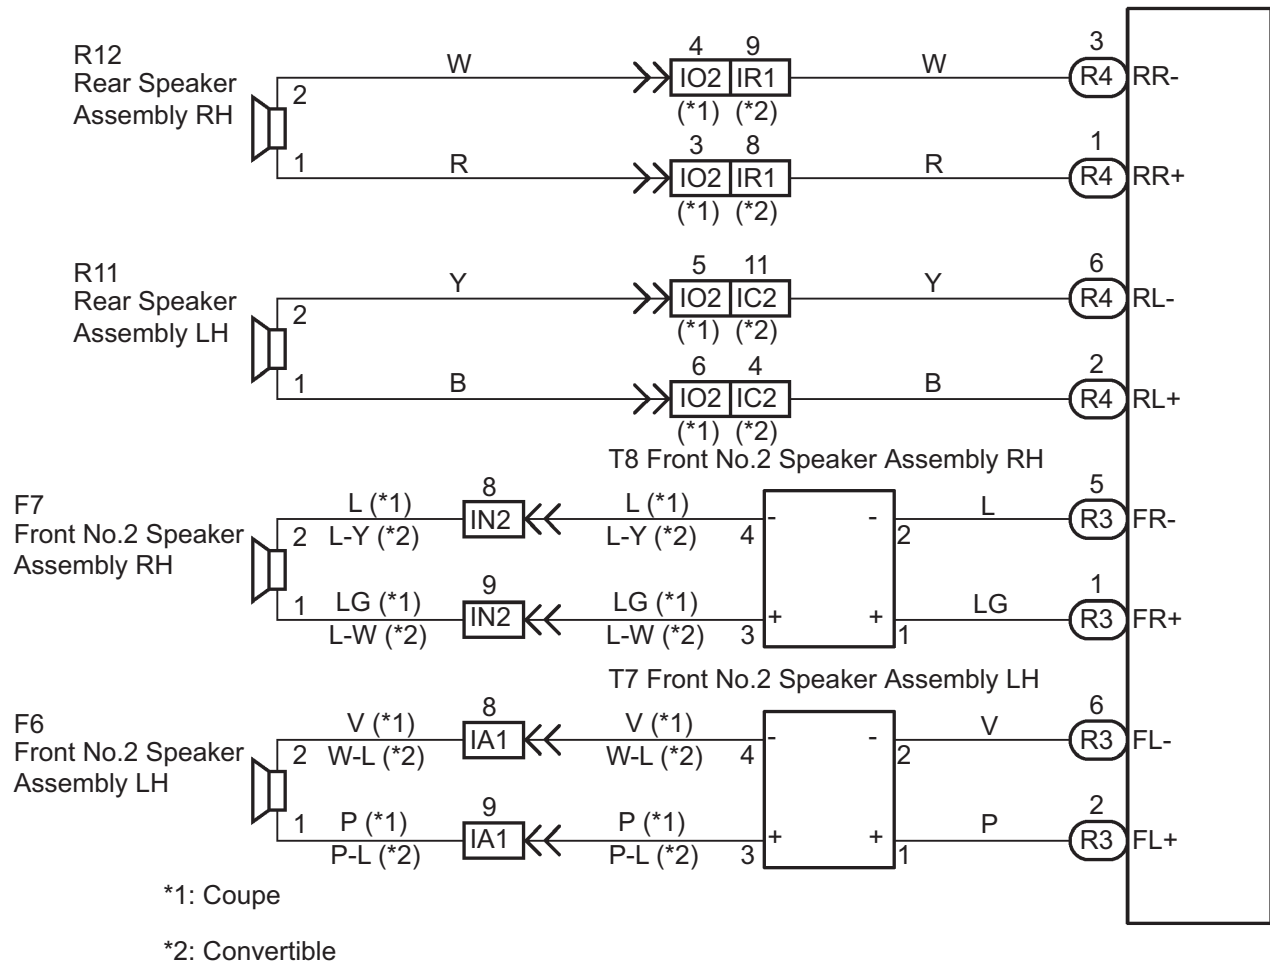 R12
Rear Speaker
Assembly RH
2
W
4 9
IO2 IR1
(*1) (*2)
W
3
R4
RR-
1
R
3 8
IO2 IR1
(*1) (*2)
R
1
R4
RR+
R11
Rear Speaker
Assembly LH
2
Y
5 11
IO2 IC2
(*1) (*2)
Y
6
R4
RL-
1
B
6 4
IO2 IC2
(*1) (*2)
B
2
R4
RL+
T8 Front No.2 Speaker Assembly RH
F7
Front No.2 Speaker
Assembly RH
2
L (*1)
L-Y (*2)
8
IN2
L (*1)
L-Y (*2)
4
- -
2
L
5
R3
FR-
1
LG (*1)
L-W (*2)
9
IN2
LG (*1)
L-W (*2)
3
+ +
1
LG
1
R3
FR+
T7 Front No.2 Speaker Assembly LH
F6
Front No.2 Speaker
Assembly LH
2
V (*1)
W-L (*2)
8
IA1
V (*1)
W-L (*2)
4
- -
2
V
6
R3
FL-
1
P (*1)
P-L (*2)
9
IA1
P (*1)
P-L (*2)
3
+ +
1
P
2
R3
FL+
*1: Coupe
*2: Convertible